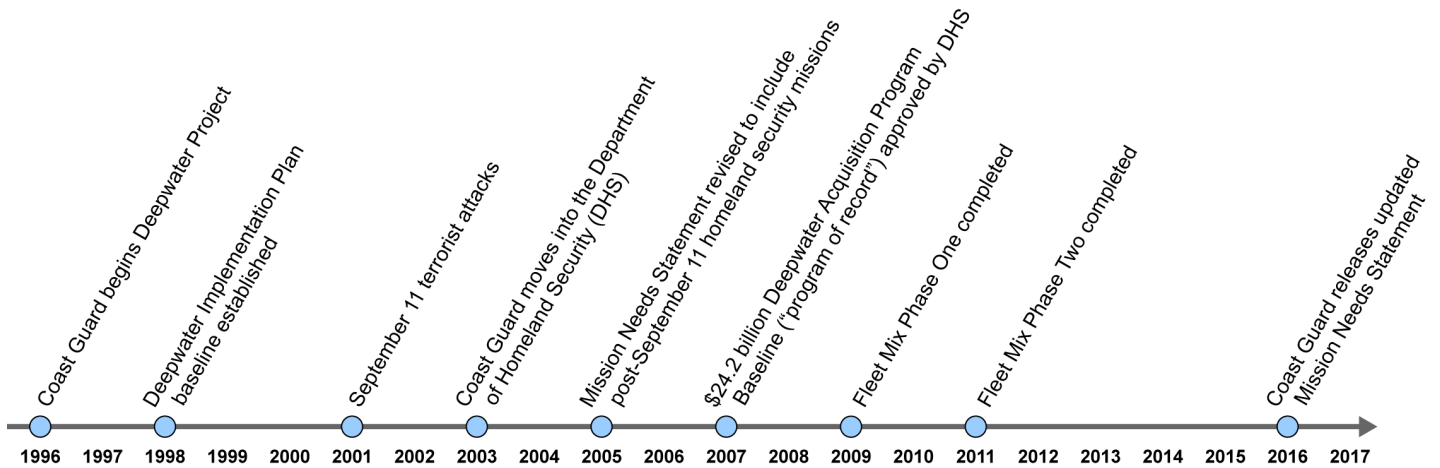 Coast Guard begins Deepwater Project
Deepwater Implementation Plan
baseline established
September 11 terrorist attacks
Coast Guard moves into the Department
of Homeland Security (DHS)
Mission Needs Statement revised to include
post-September 11 homeland security missions
$24.2 billion Deepwater Acquisition Program
Baseline (“program of record”) approved by DHS
Fleet Mix Phase One completed
Fleet Mix Phase Two completed
Coast Guard releases updated
Mission Needs Statement
1996 1997 1998 1999 2000 2001 2002 2003 2004 2005 2006 2007 2008 2009 2010 2011 2012 2013 2014 2015 2016 2017